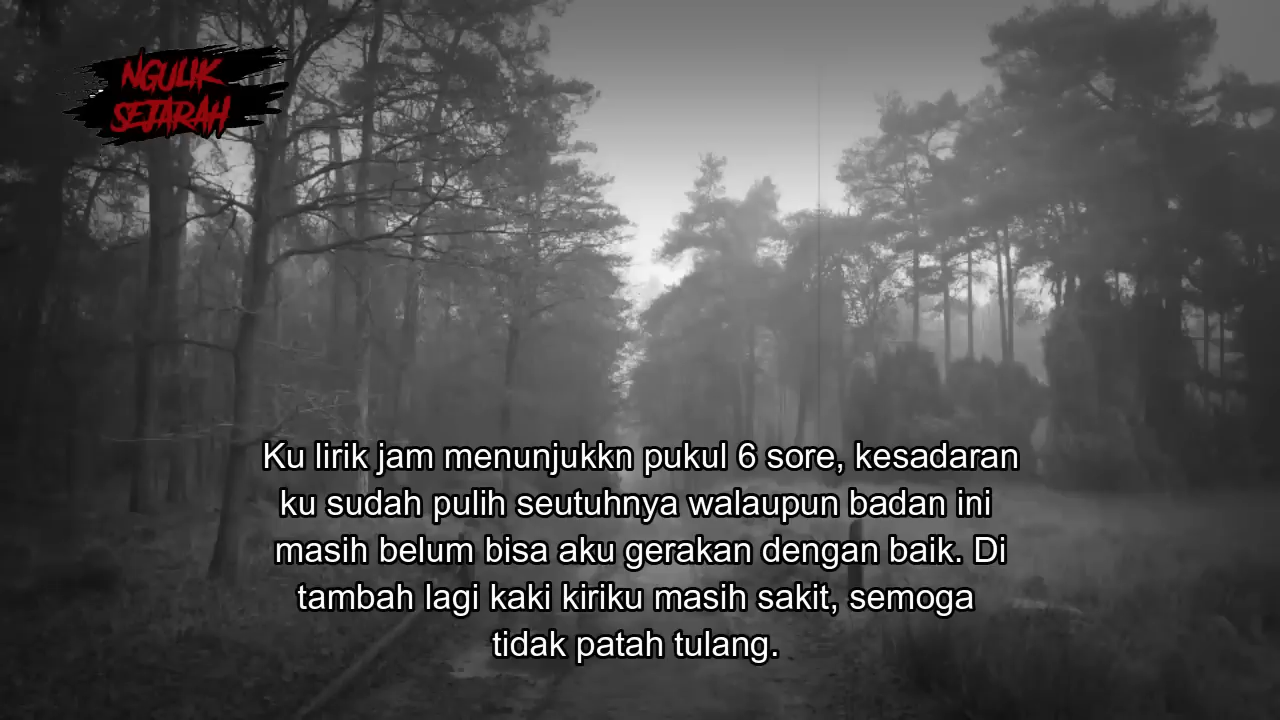 NGULIK
SEJARAH
Ku lirik jam menunjukkn pukul 6 sore, kesadaran
ku sudah pulih seutuhnya walaupun badan ini
masih belum bisa aku gerakan dengan baik. Di
tambah lagi kaki kiriku masih sakit, semoga
tidak patah tulang.